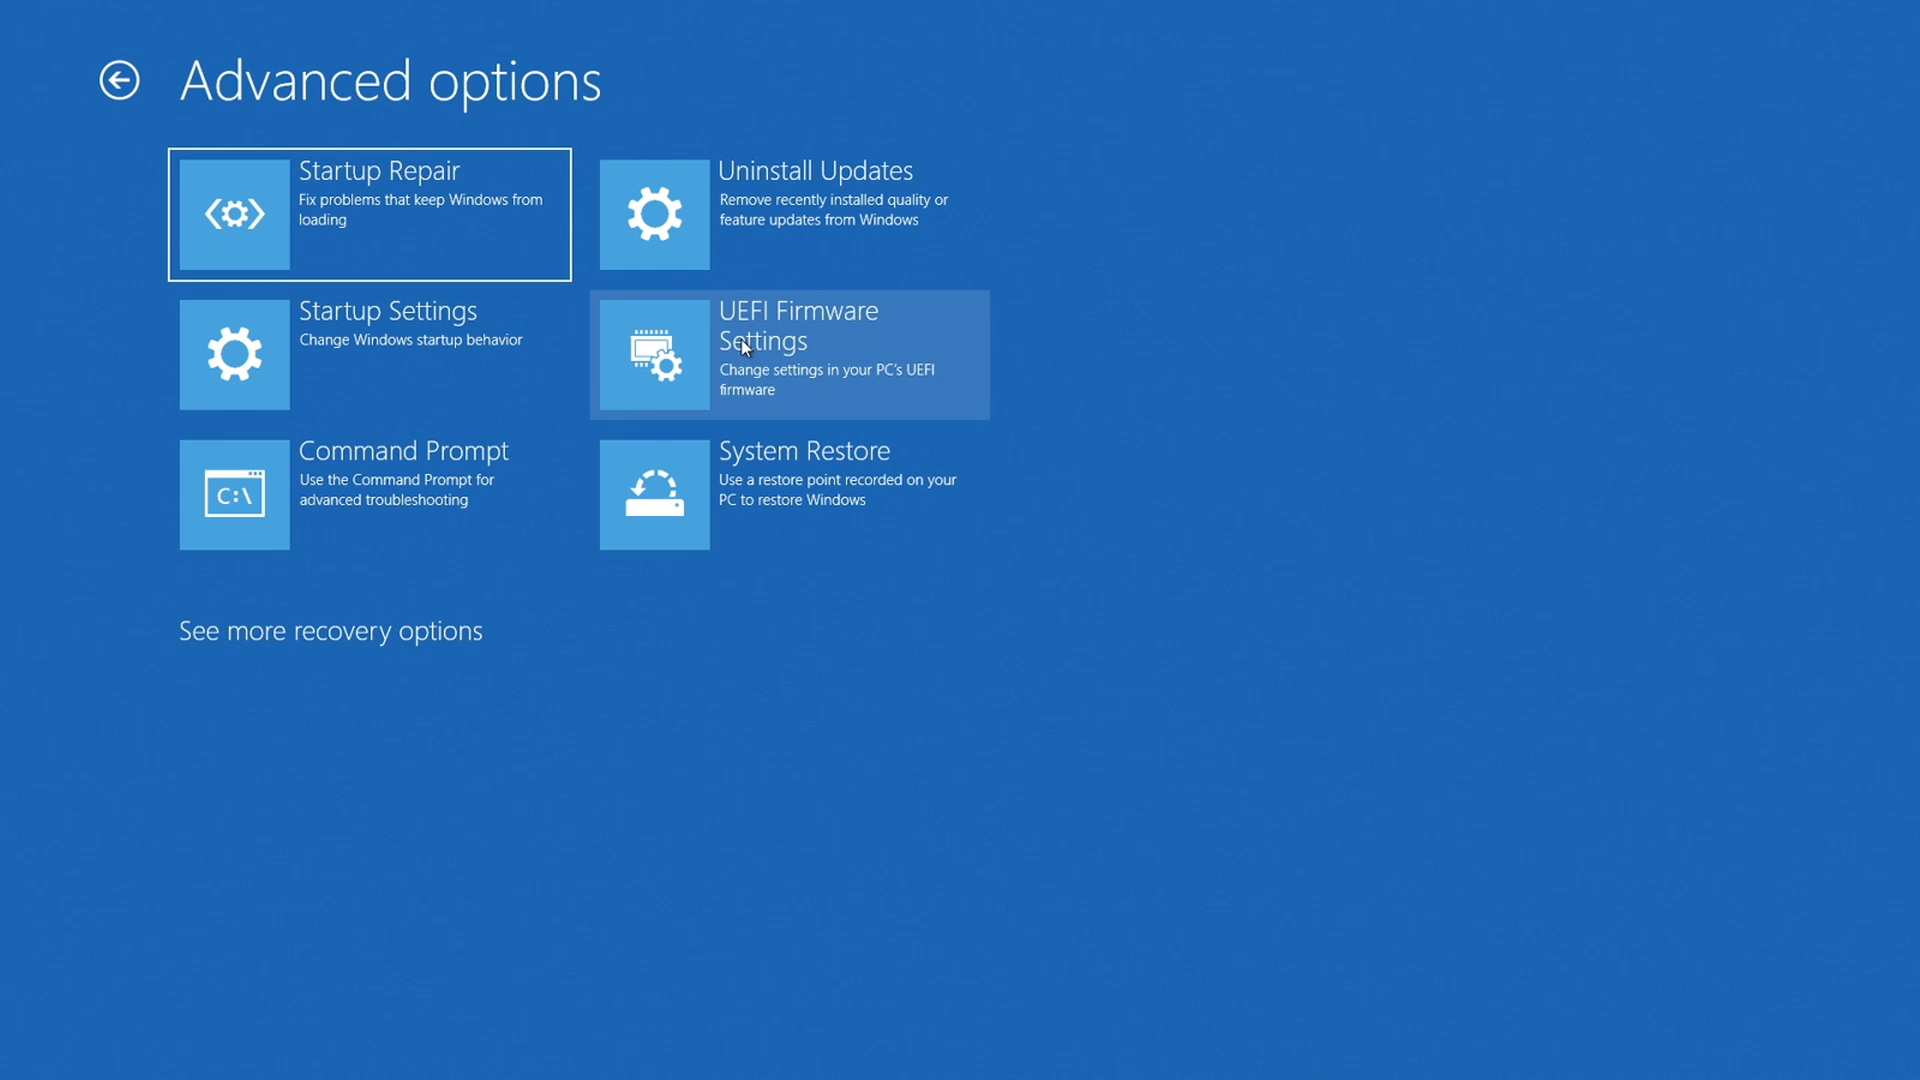 Advanced options
Startup Repair
Fix problems that keep Windows from
loading
Uninstall Updates
Remove recently installed quality or
feature updates from Windows
Startup Settings
Change Windows startup behavior
UEFI Firmware
Settings
Change settings in your PC's UEFI
firmware
Command Prompt
Use the Command Prompt for
advanced troubleshooting
C:\
System Restore
Use a restore point recorded on your
PC to restore Windows
See more recovery options